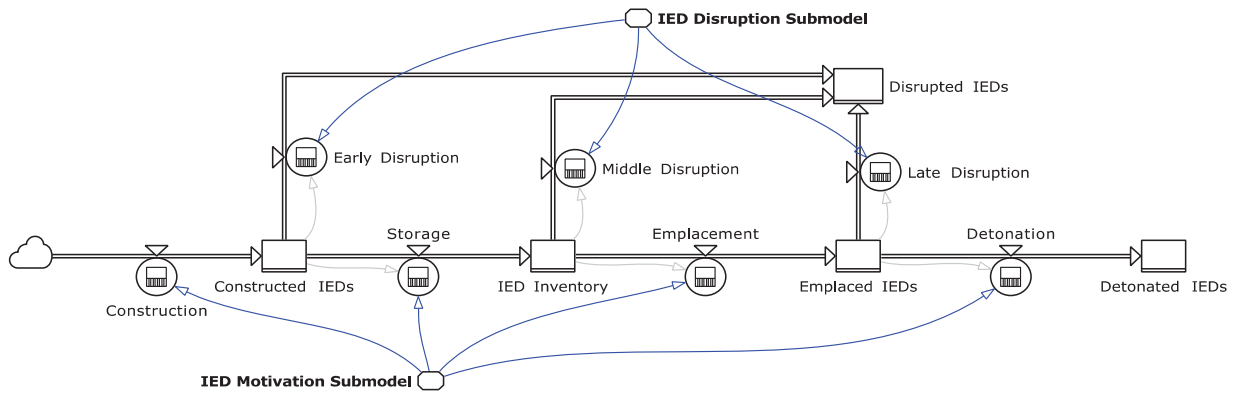 IED Disruption Submodel
Disrupted IEDs
Early Disruption
Middle Disruption
Late Disruption
Storage
Emplacement
Detonation
Constructed IEDs
IED Inventory
Emplaced IEDs
Detonated IEDs
Construction
IED Motivation Submodel